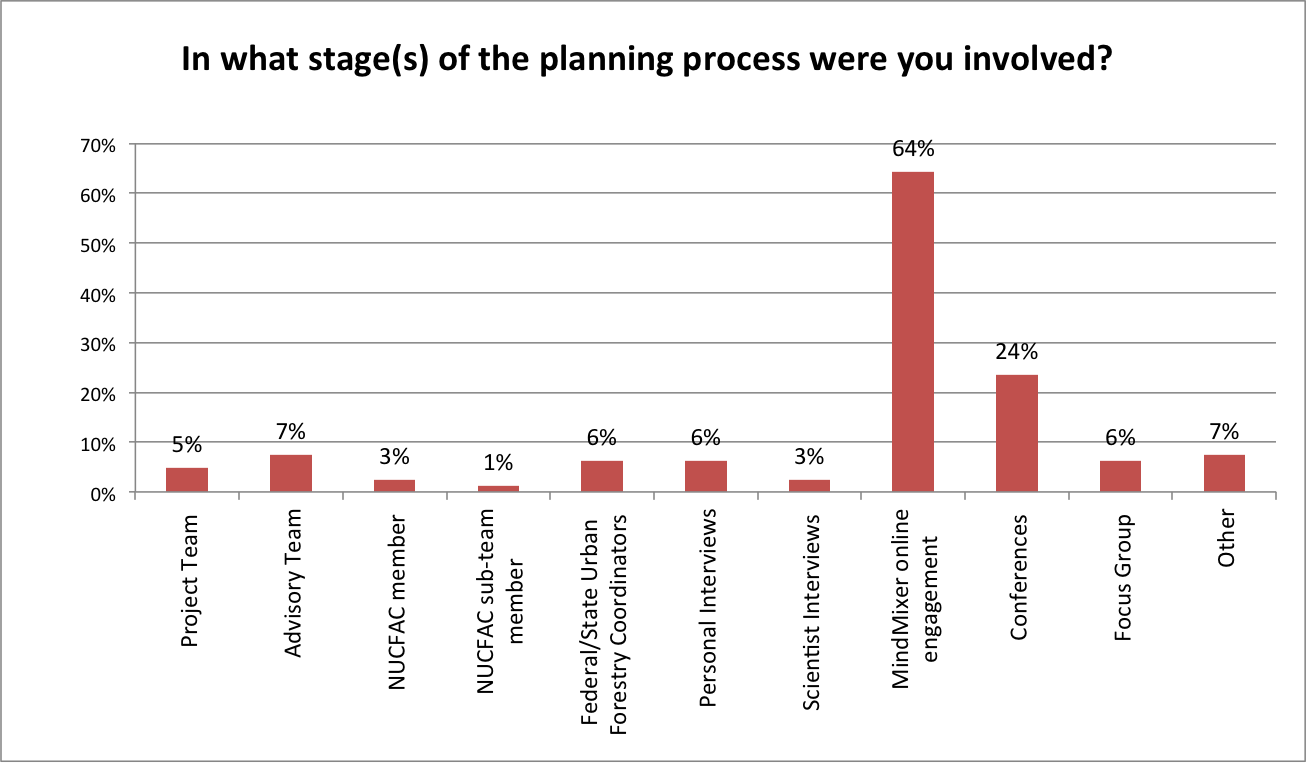 In what stage(s) of the planning process were you involved?
70%
60%
50%
40%
30%
20%
10%
0%
5%
7%
3%
1%
6%
6%
3%
64%
24%
6%
7%
Project Team
Advisory Team
NUCFAC member
NUCFAC sub-team
member
Federal/State Urban
Forestry Coordinators
Personal Interviews
Scientist Interviews
MindMixer online
engagement
Conferences
Focus Group
Other